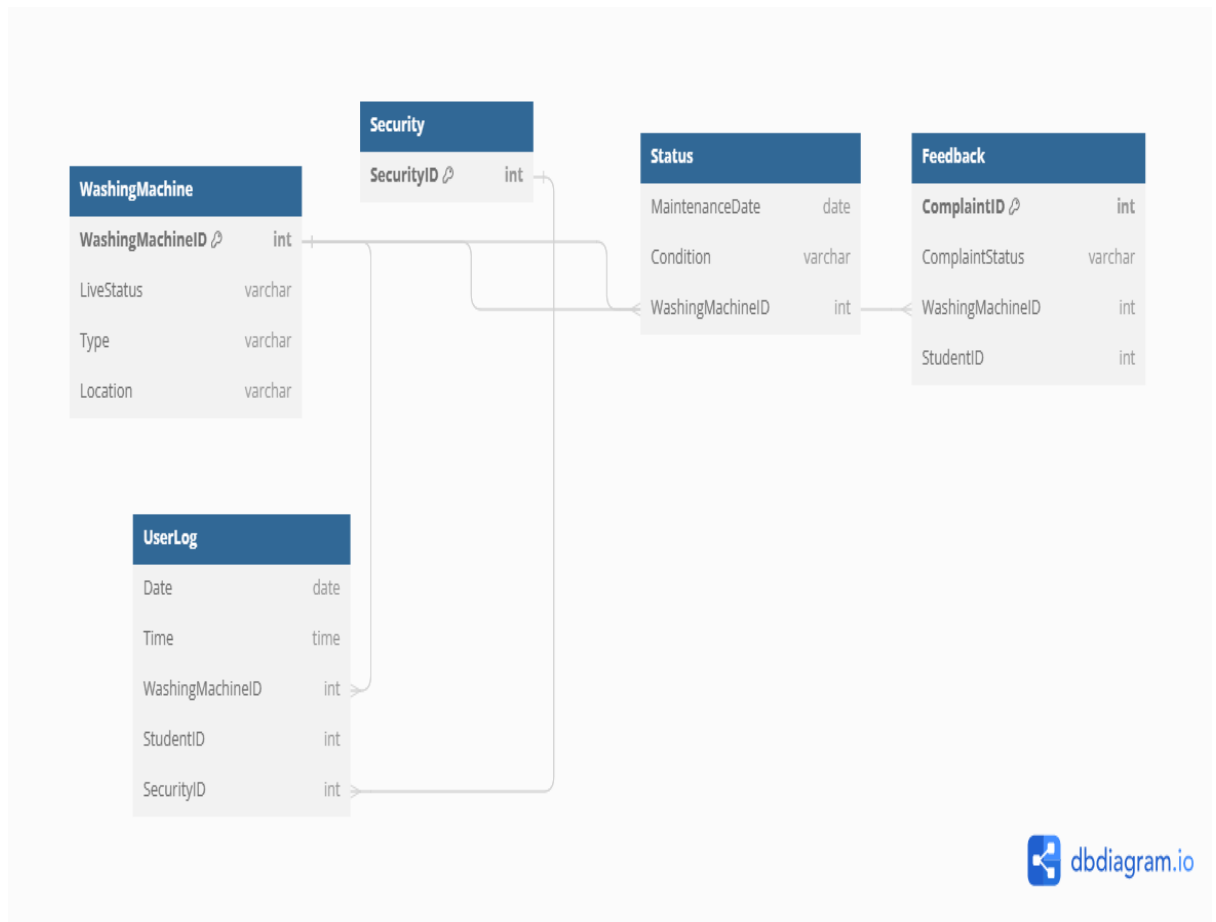 Security
SecurityID int
WashingMachine
WashingMachineID int
LiveStatus varchar
Type varchar
Location varchar
Status
MaintenanceDate date
Condition varchar
WashingMachineID int
Feedback
ComplaintID int
ComplaintStatus varchar
WashingMachineID int
StudentID int
UserLog
Date date
Time time
WashingMachineID int
StudentID int
SecurityID int
dbdiagram.io